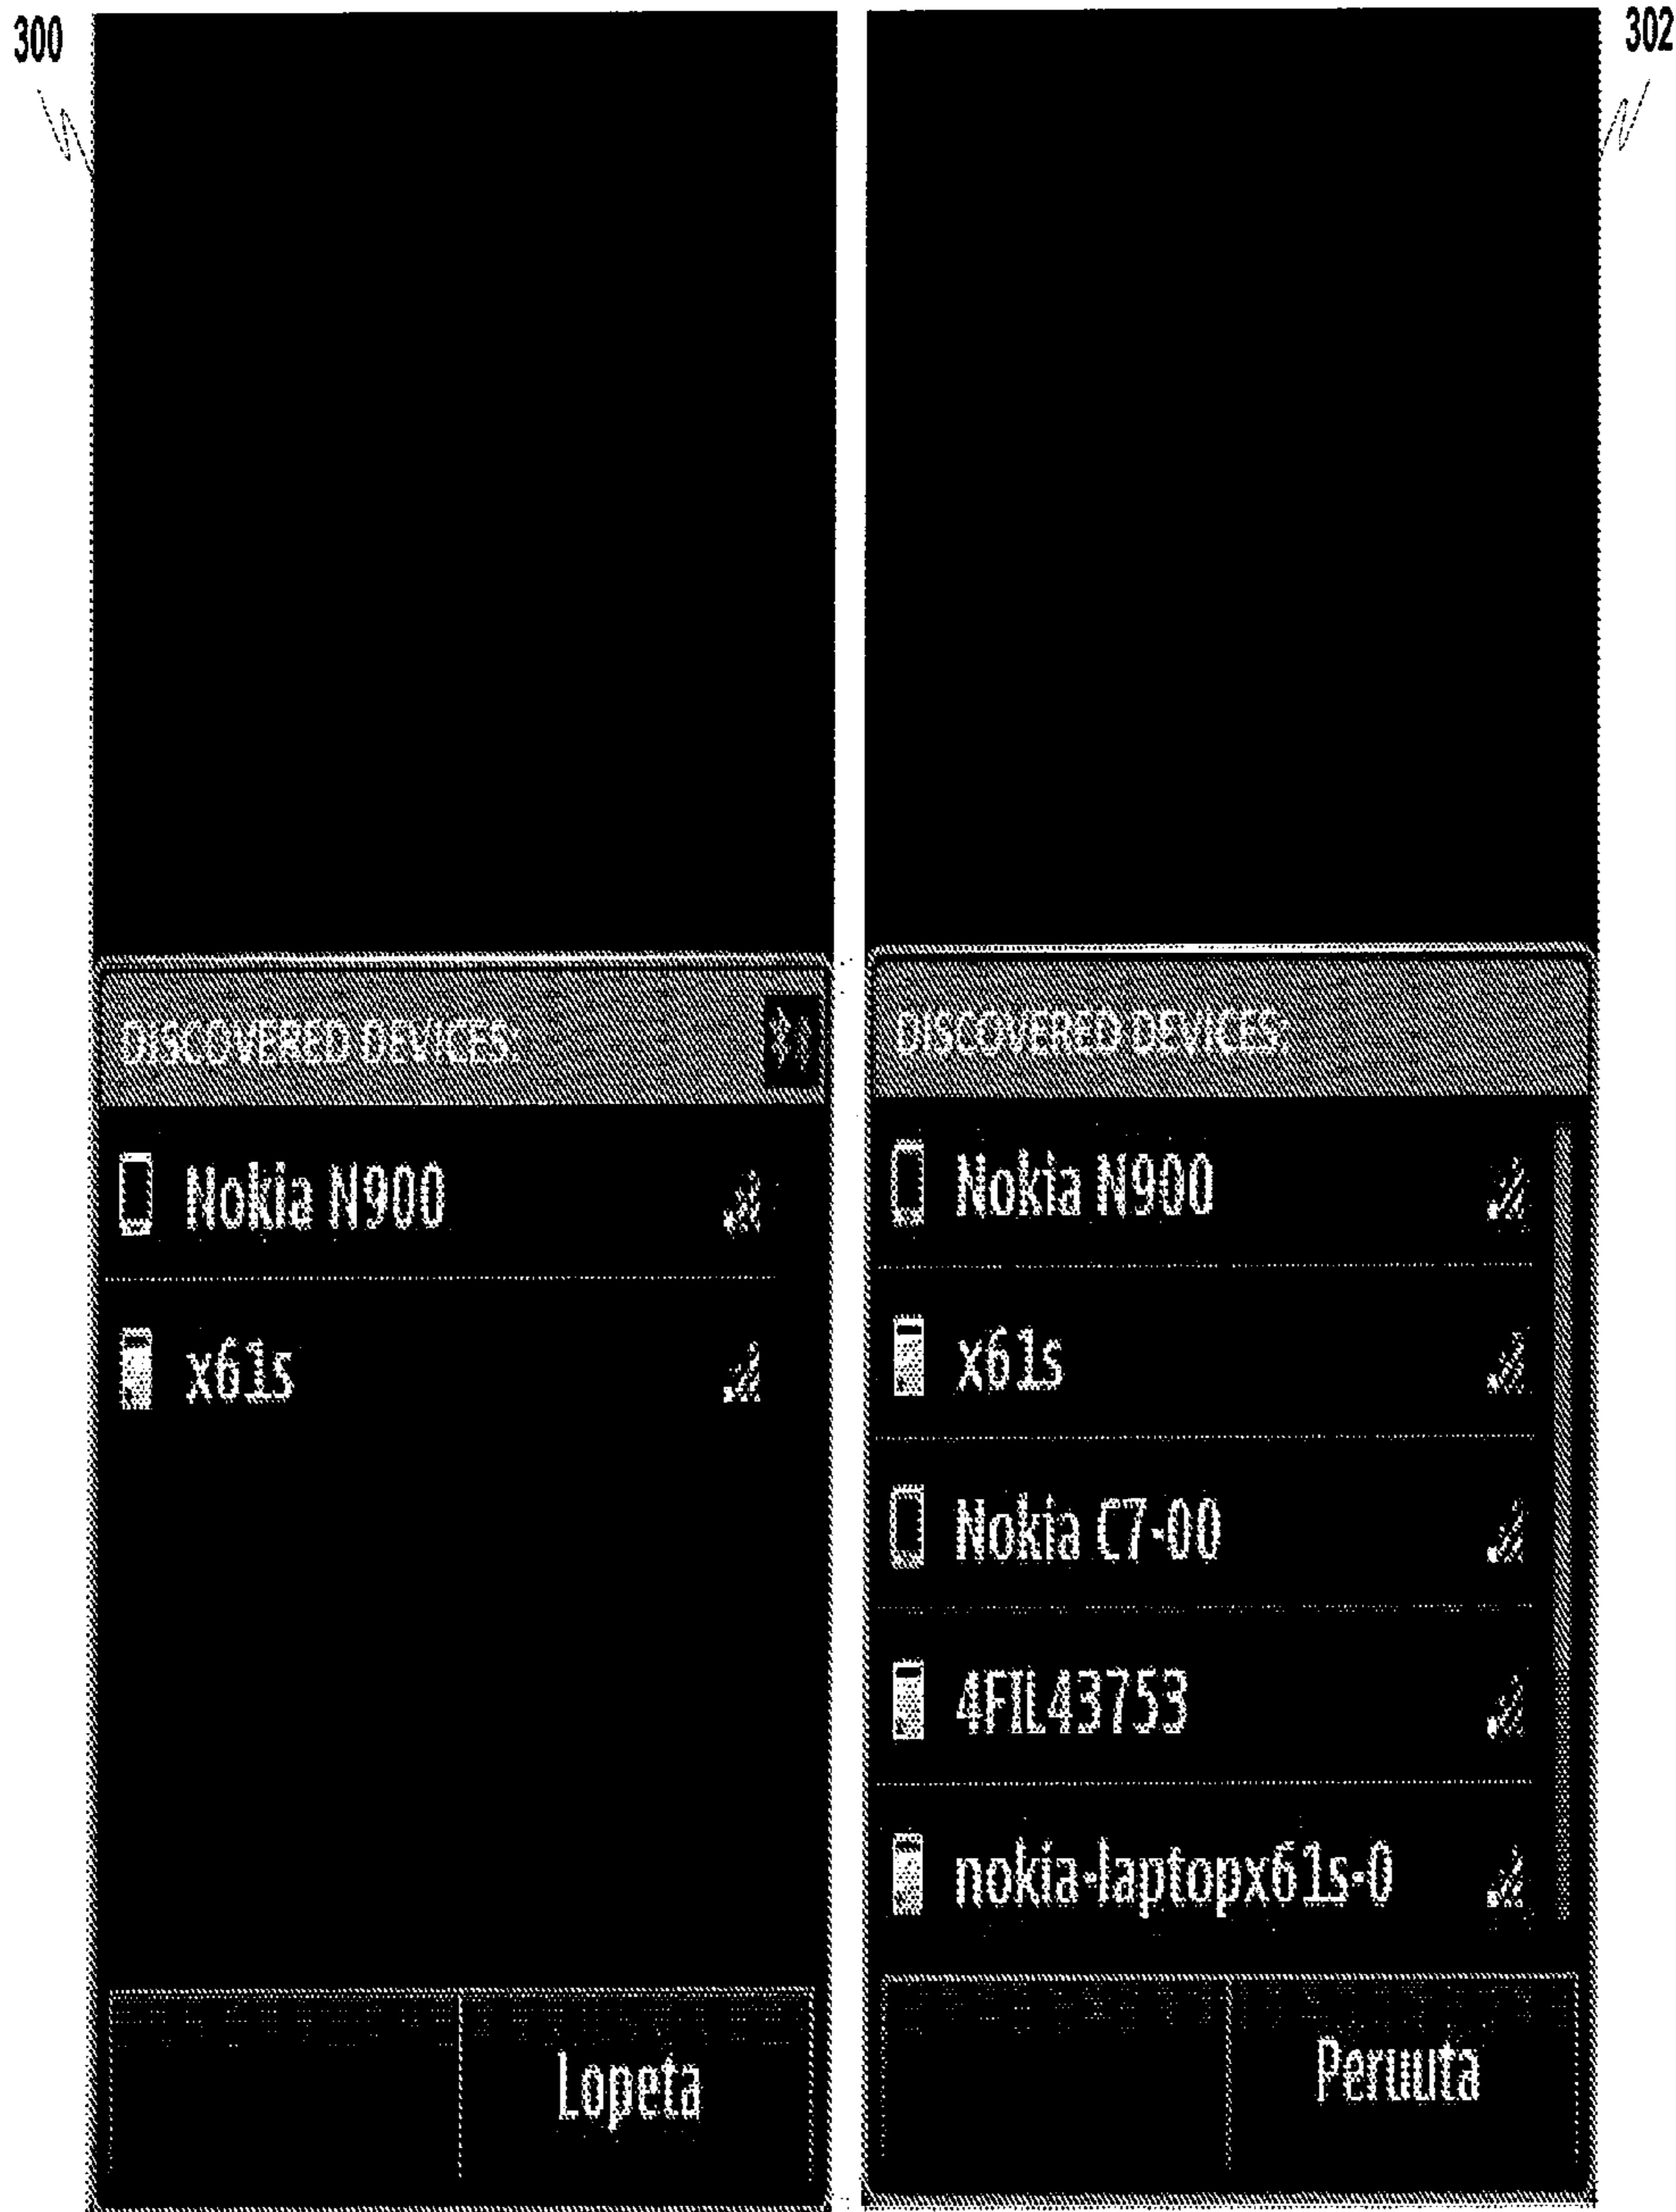 300
302
DISCOVERED DEVICES:
Nokia N900
x61s
Lopeta
DISCOVERED DEVICES:
Nokia N900
x61s
Nokia C7-00
4FIL43753
nokia-laptopx61s-0
Peruuta